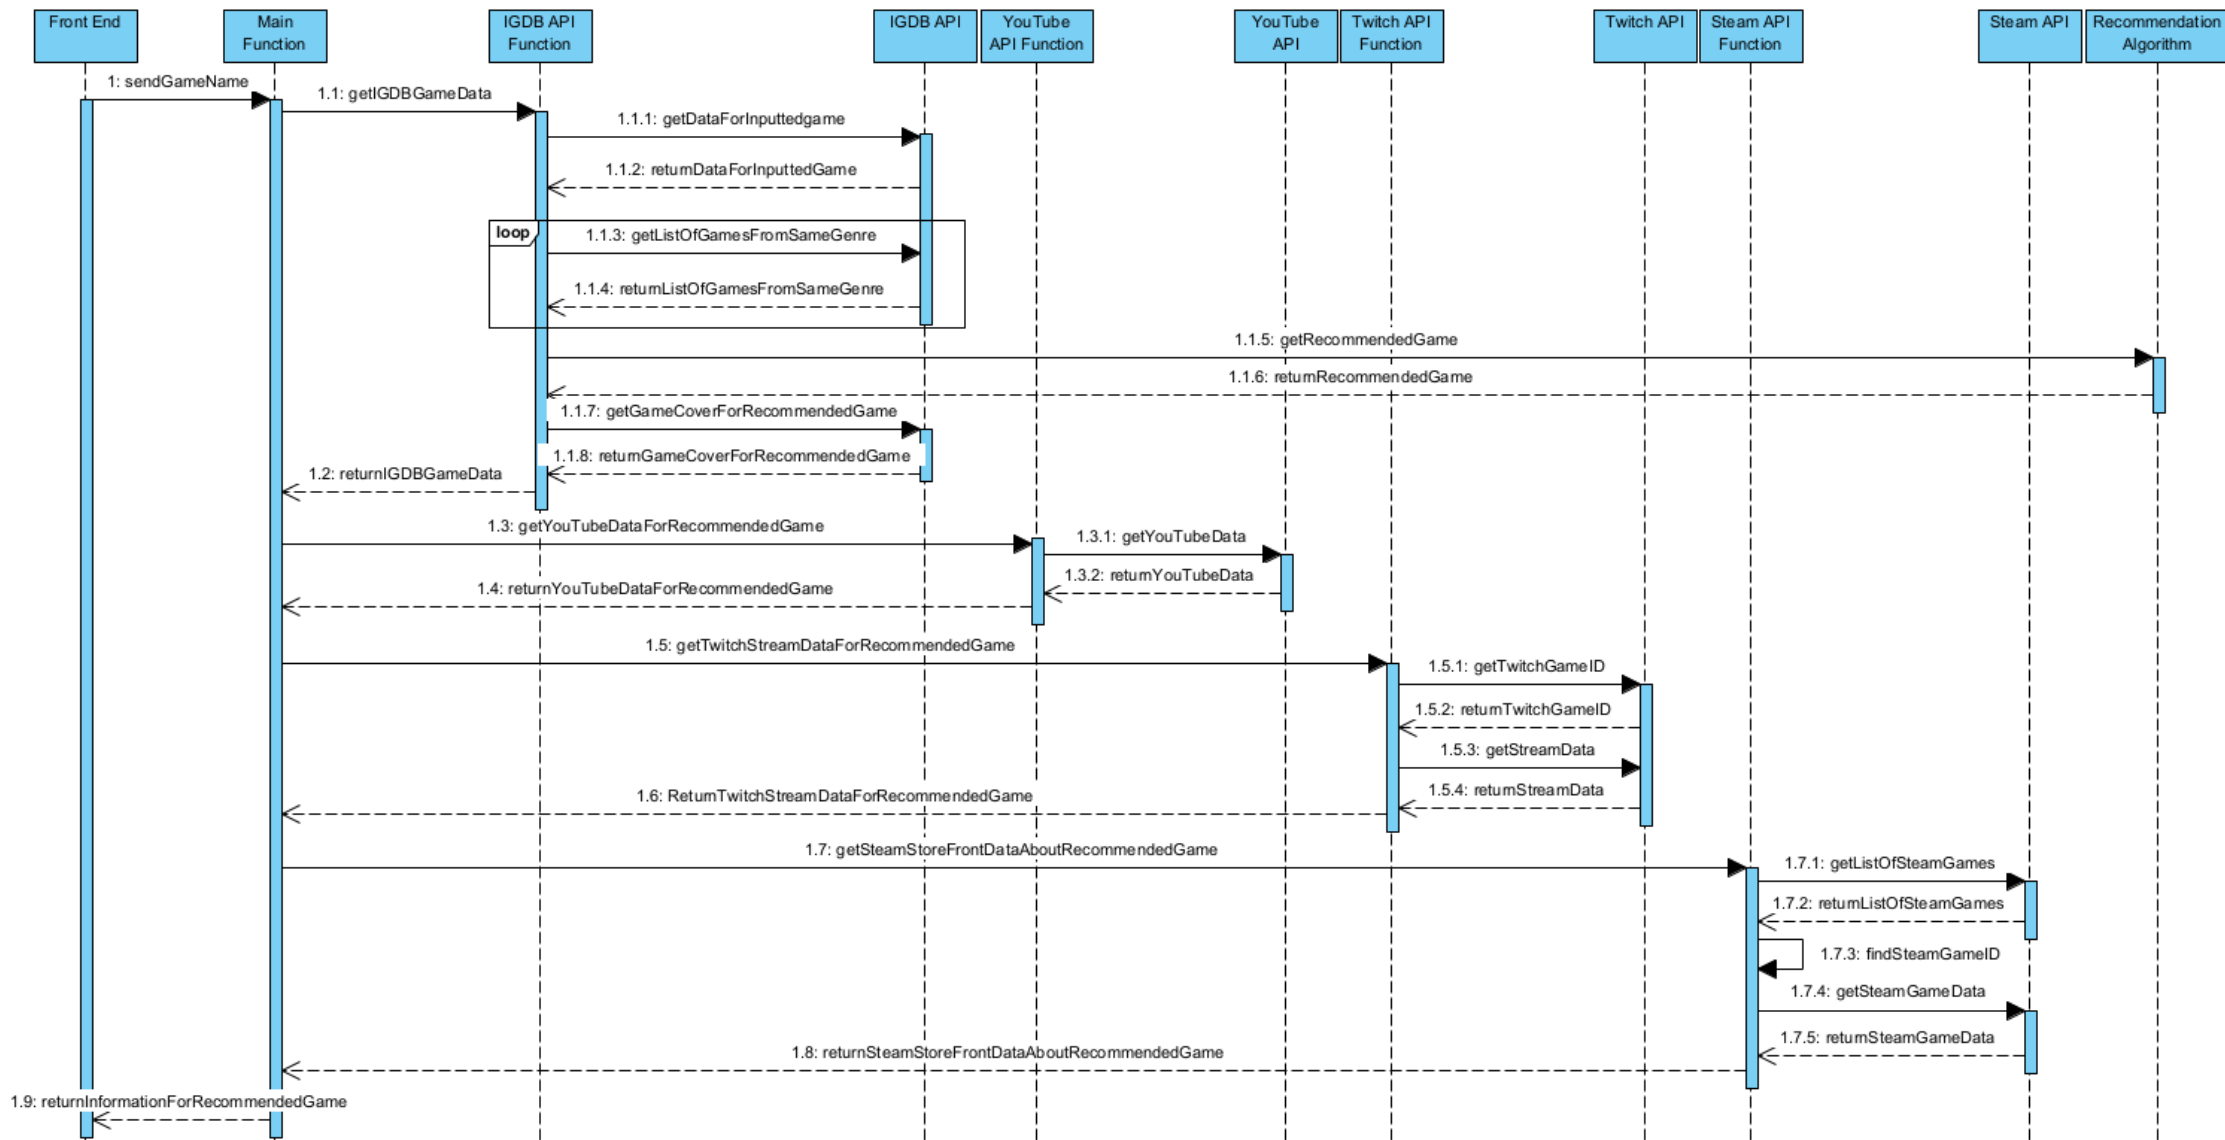 Front End
Main
Function
IGDB API
Function
IGDB API
YouTube
API Function
YouTube
API
Twitch API
Function
Twitch API
Steam API
Function
Steam API
Recommendation
Algorithm
1: sendGameName
1.1: getIGDBGameData
1.1.1: getDataForInputtedgame
1.1.2: returnDataForInputtedGame
loop
1.1.3: getListOfGamesFromSameGenre
1.1.4: returnListOfGamesFromSameGenre
1.1.5: getRecommendedGame
1.1.6: returnRecommendedGame
1.1.7: getGameCoverForRecommendedGame
1.1.8: returnGameCoverForRecommendedGame
1.2: returnIGDBGameData
1.3: getYouTubeDataForRecommendedGame
1.3.1: getYouTubeData
1.3.2: returnYouTubeData
1.4: returnYouTubeDataForRecommendedGame
1.5: getTwitchStreamDataForRecommendedGame
1.5.1: getTwitchGameID
1.5.2: returnTwitchGameID
1.5.3: getStreamData
1.5.4: returnStreamData
1.6: ReturnTwitchStreamDataForRecommendedGame
1.7: getSteamStoreFrontDataAboutRecommendedGame
1.7.1: getListOfSteamGames
1.7.2: returnListOfSteamGames
1.7.3: findSteamGameID
1.7.4: getSteamGameData
1.7.5: returnSteamGameData
1.8: returnSteamStoreFrontDataAboutRecommendedGame
1.9: returnInformationForRecommendedGame